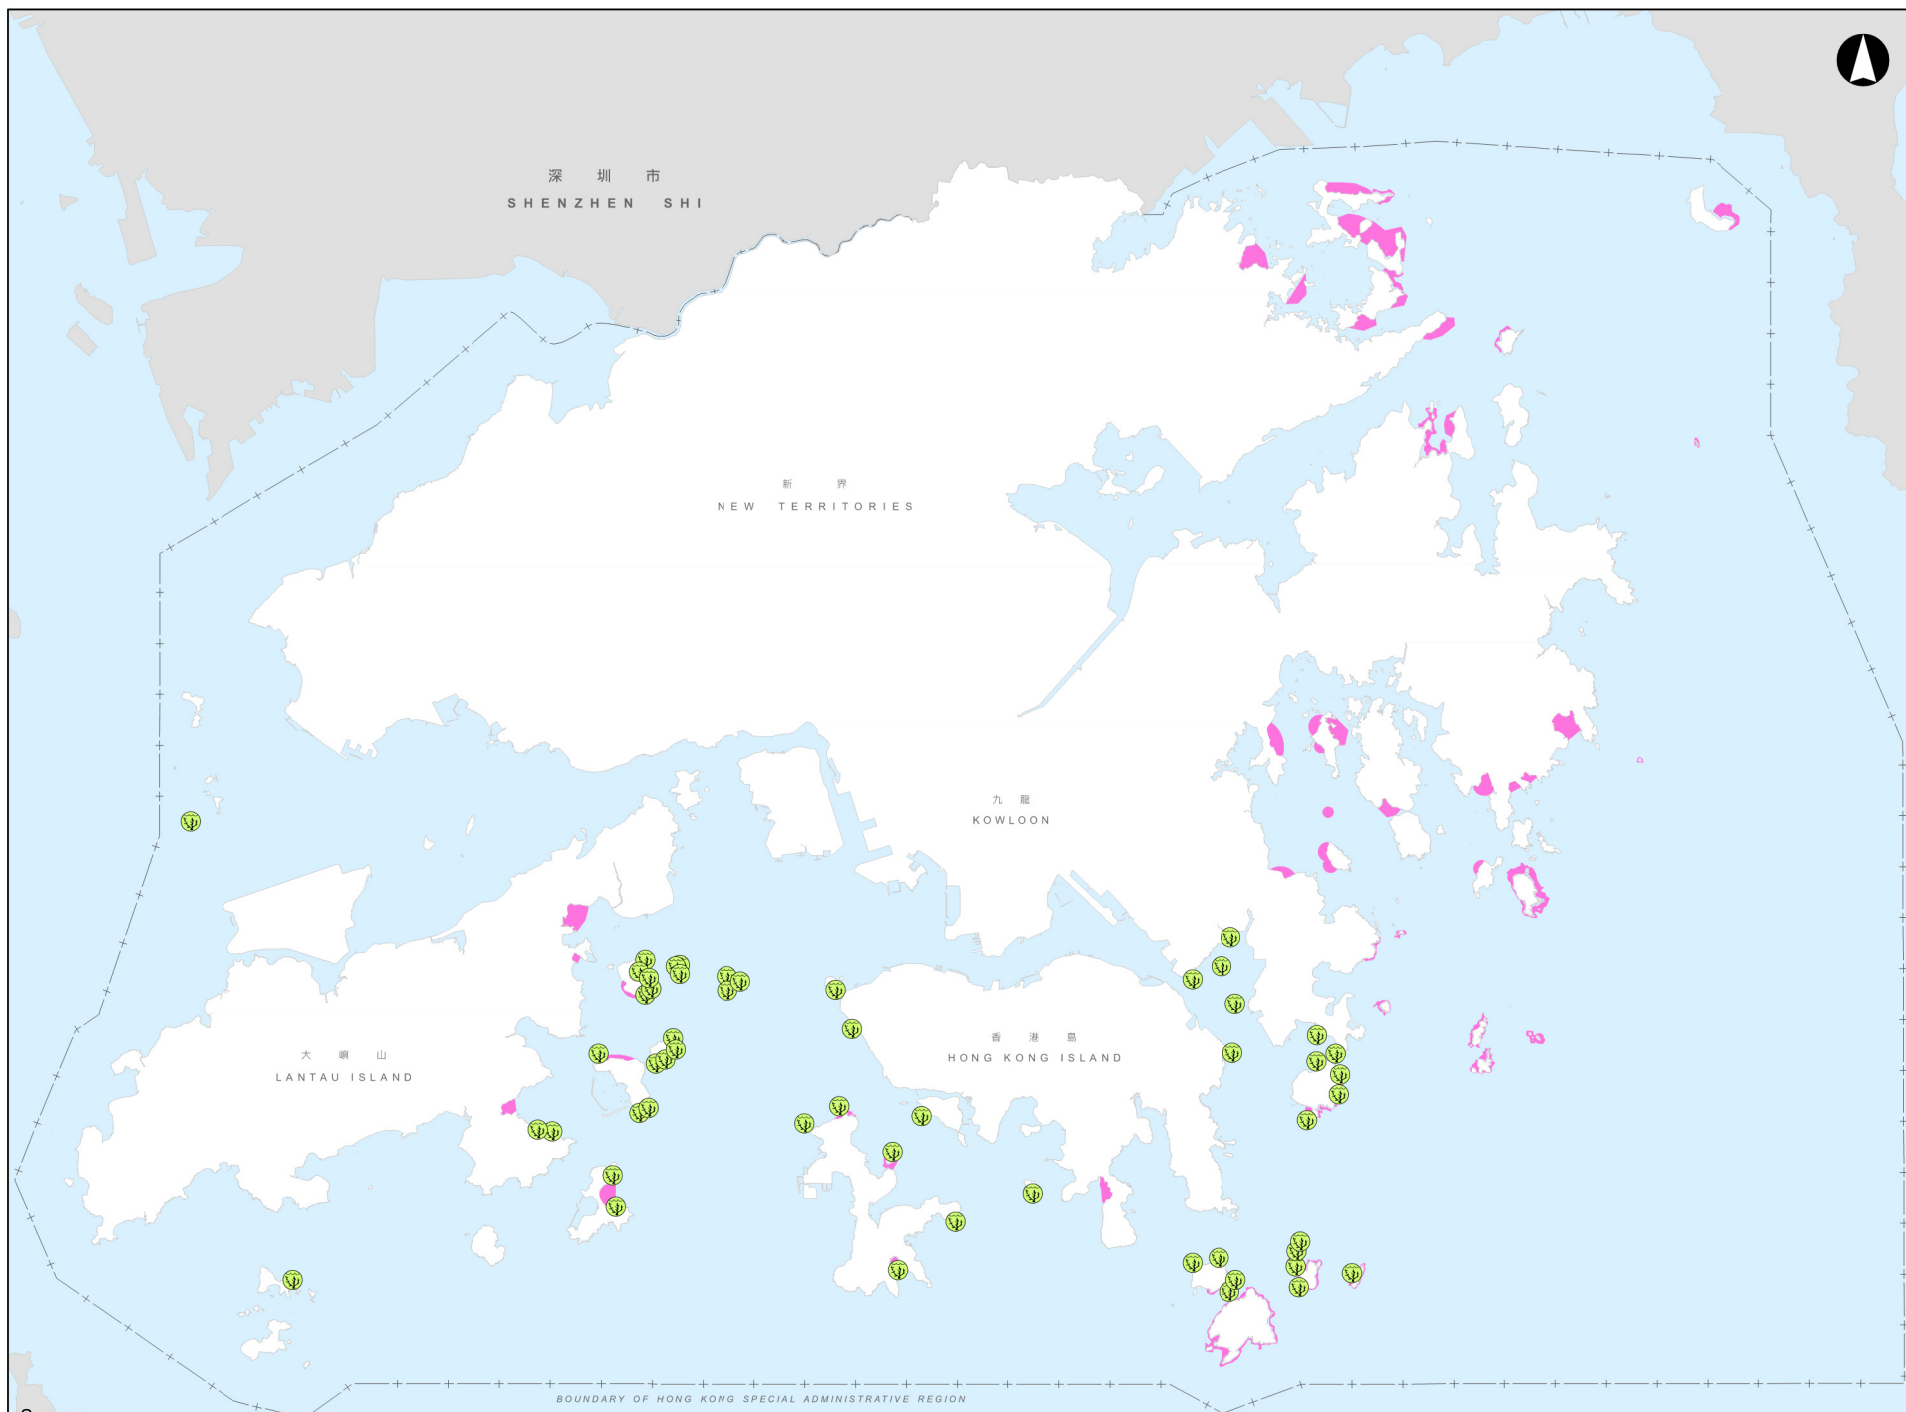 深 圳 市
SHENZHEN SHI
新 界
NEW TERRITORIES
九 龍
KOWLOON
大 嶼 山
LANTAU ISLAND
香 港 島
HONG KONG ISLAND
BOUNDARY OF HONG KONG SPECIAL ADMINISTRATIVE REGION